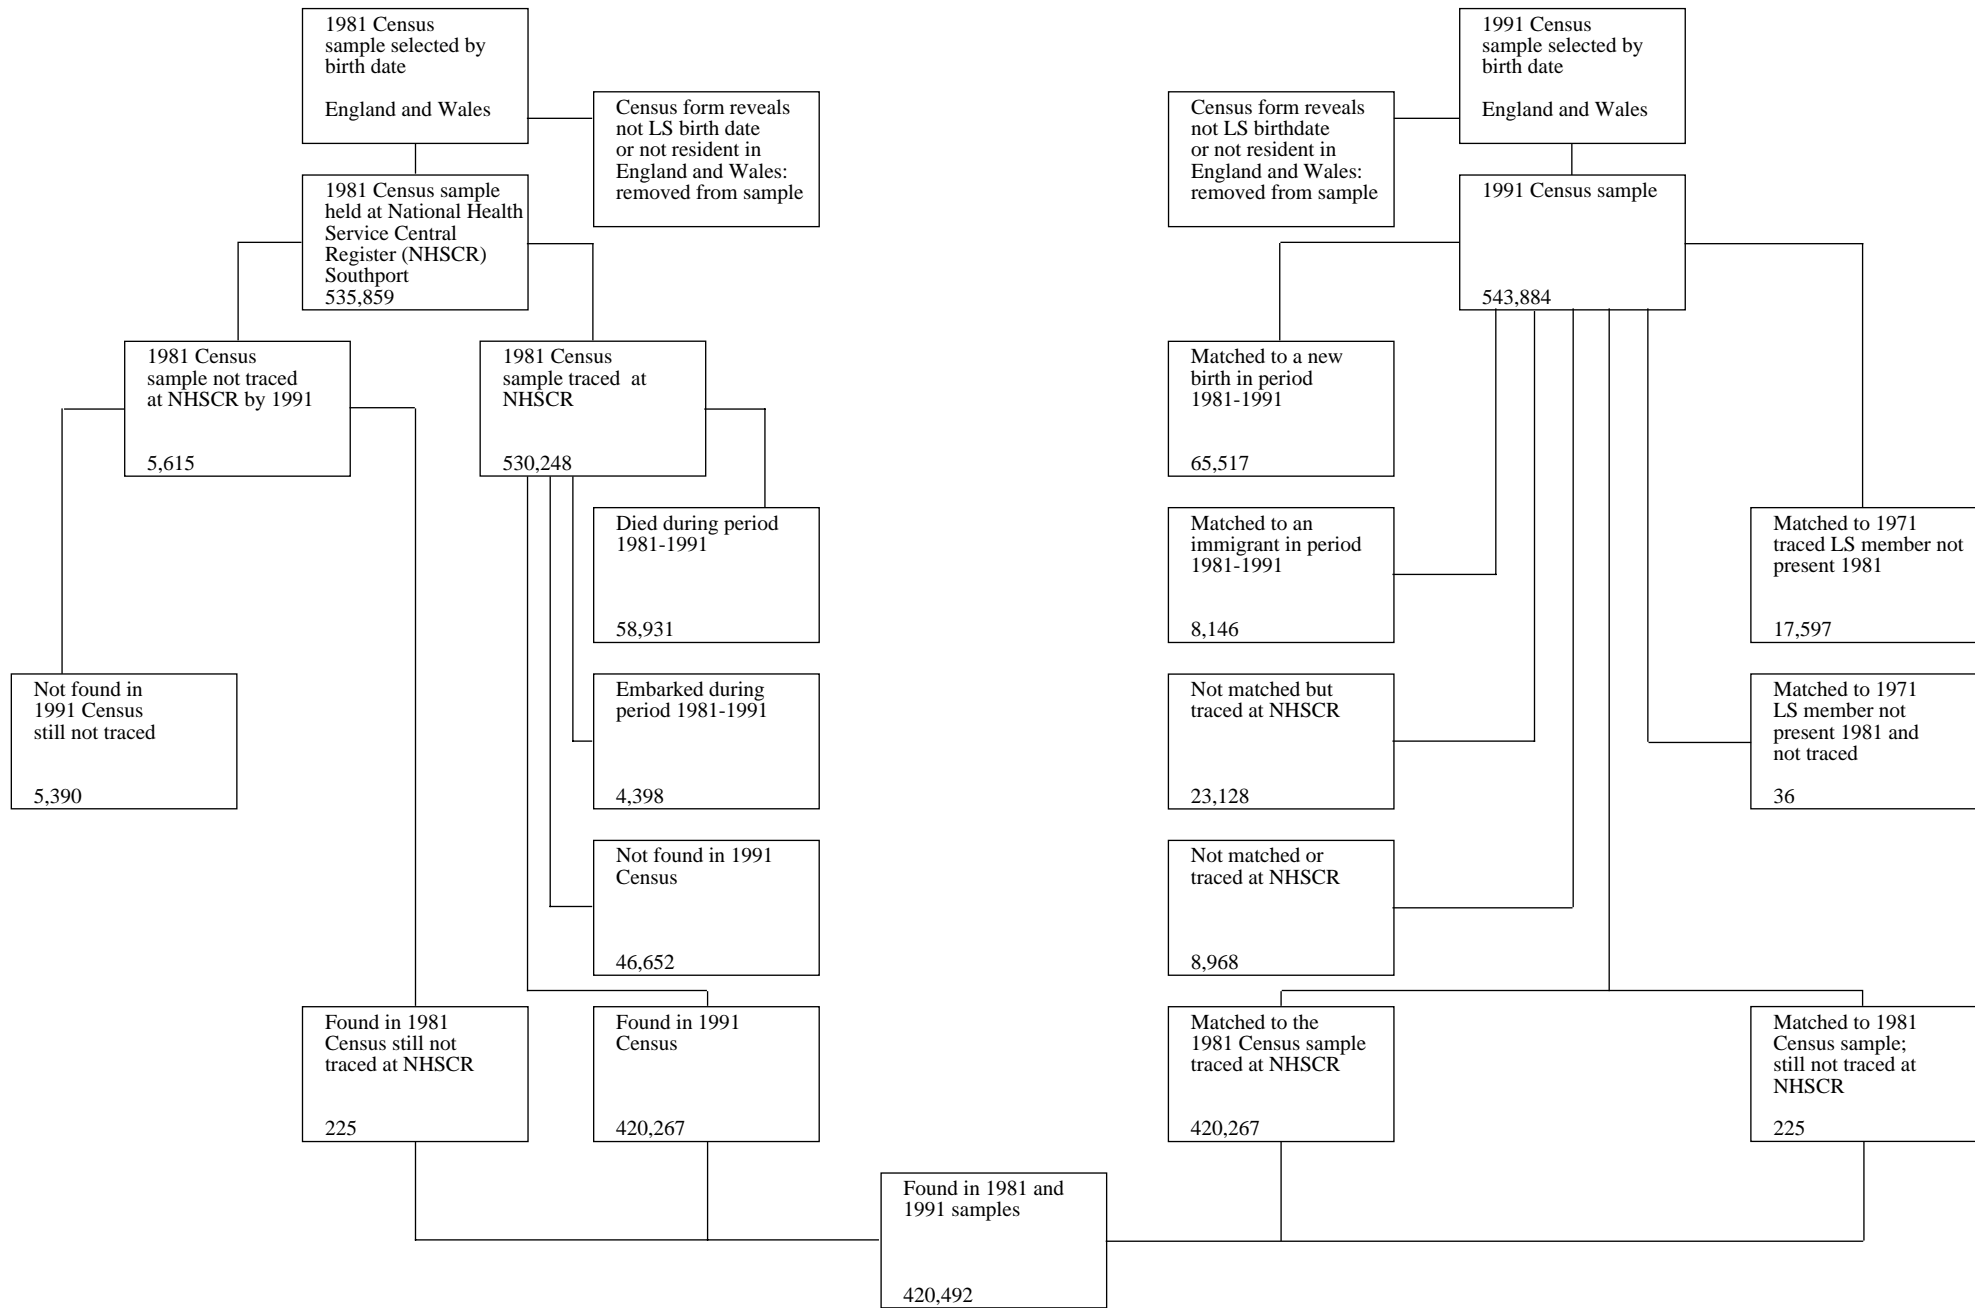 1981 Census
sample selected by
birth date
England and Wales
Census form reveals
not LS birth date
or not resident in
England and Wales:
removed from sample
1981 Census sample
held at National Health
Service Central
Register (NHSCR)
Southport
535,859
1981 Census
sample not traced
at NHSCR by 1991
5,615
1981 Census
sample traced at
NHSCR
530,248
Died during period
1981-1991
58,931
Not found in
1991 Census
still not traced
5,390
Embarked during
period 1981-1991
4,398
Not found in 1991
Census
46,652
Found in 1981
Census still not
traced at NHSCR
225
Found in 1991
Census
420,267
1991 Census
sample selected by
birth date
England and Wales
Census form reveals
not LS birthdate
or not resident in
England and Wales:
removed from sample
1991 Census sample
543,884
Matched to a new
birth in period
1981-1991
65,517
Matched to an
immigrant in period
1981-1991
8,146
Matched to 1971
traced LS member not
present 1981
17,597
Not matched but
traced at NHSCR
23,128
Matched to 1971
LS member not
present 1981 and
not traced
36
Not matched or
traced at NHSCR
8,968
Matched to the
1981 Census sample
traced at NHSCR
420,267
Matched to 1981
Census sample;
still not traced at
NHSCR
225
Found in 1981 and
1991 samples
420,492